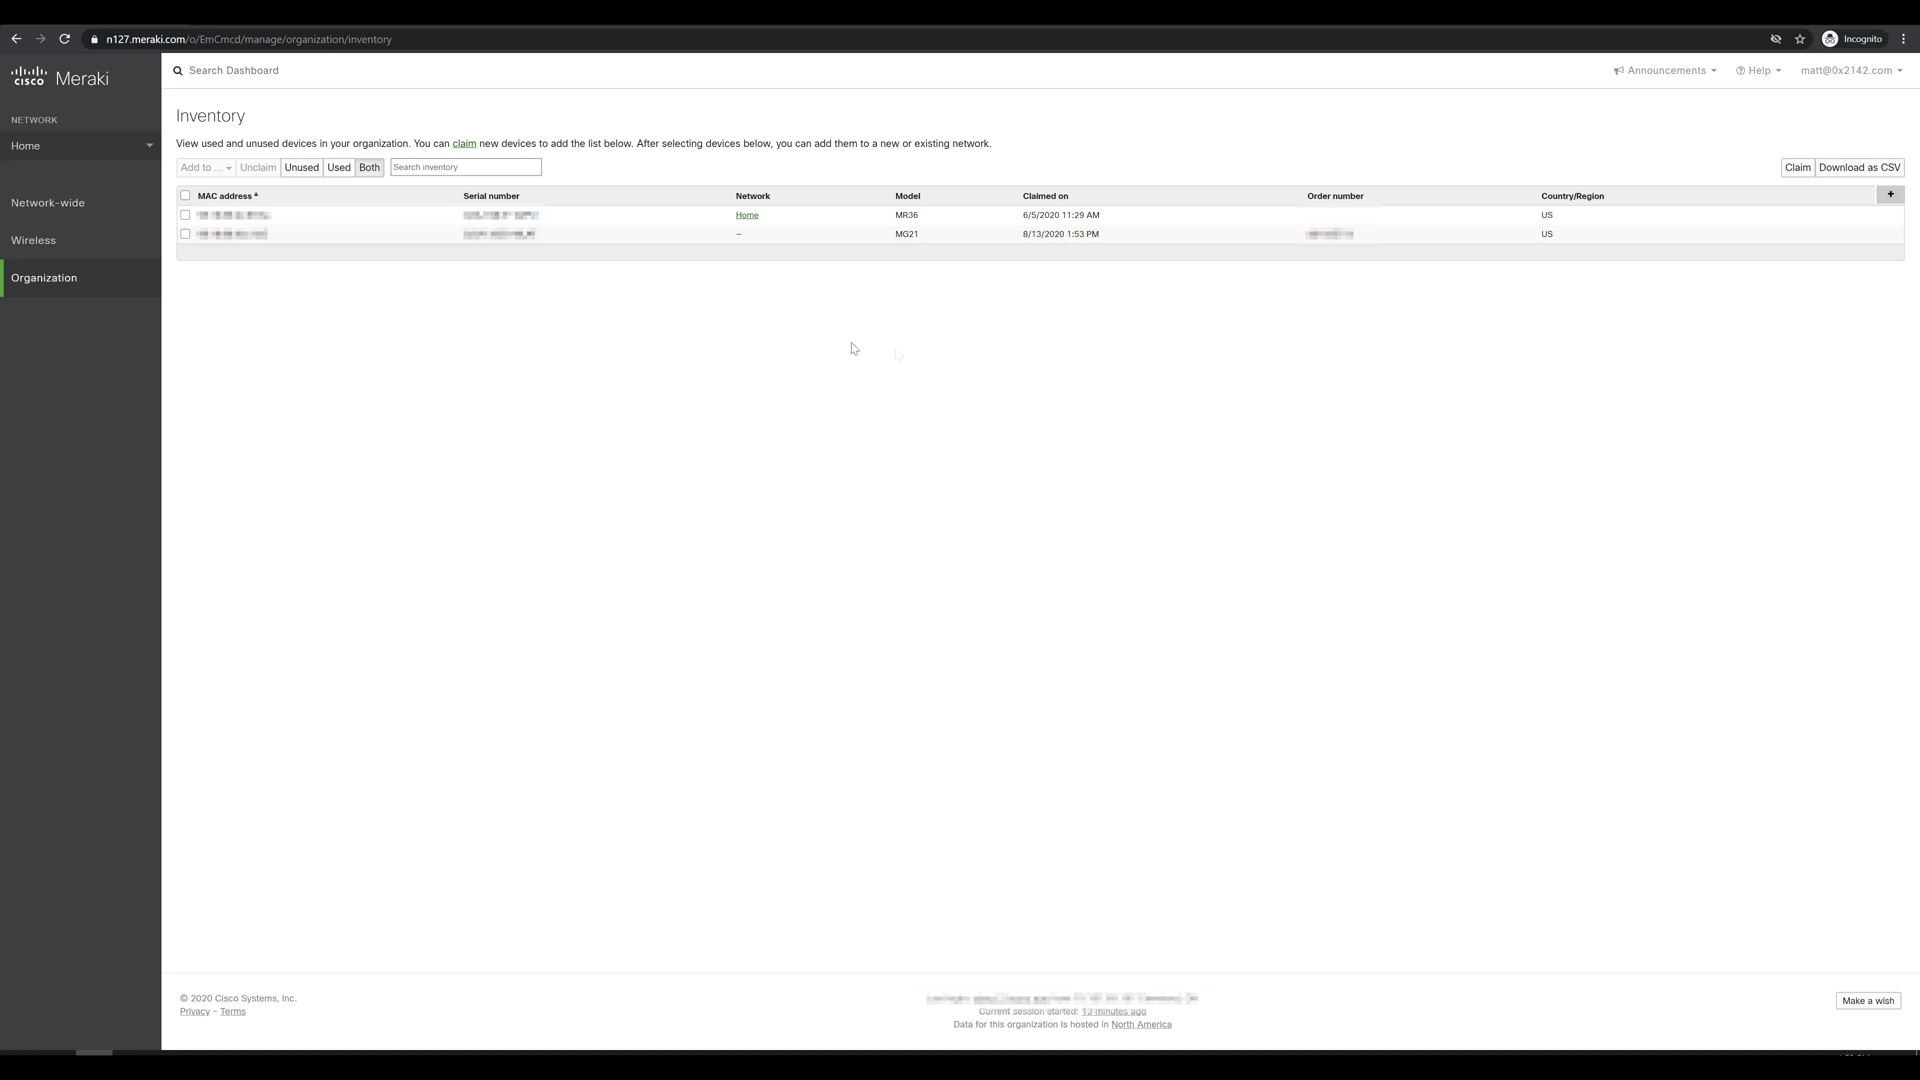 n127.meraki.com/o/EmCmcd/manage/organization/inventory
Incognito
cisco Meraki
Search Dashboard
Announcements
Help
matt@0x2142.com
NETWORK
Home
Network-wide
Wireless
Organization
Inventory
View used and unused devices in your organization. You can claim new devices to add the list below. After selecting devices below, you can add them to a new or existing network.
Add to ... Unclaim Unused Used Both Search inventory Claim Download as CSV
MAC address Serial number Network Model Claimed on Order number Country/Region +
Home MR36 6/5/2020 11:29 AM US
– MG21 8/13/2020 1:53 PM US
© 2020 Cisco Systems, Inc.
Privacy - Terms
Current session started: 13 minutes ago
Data for this organization is hosted in North America
Make a wish